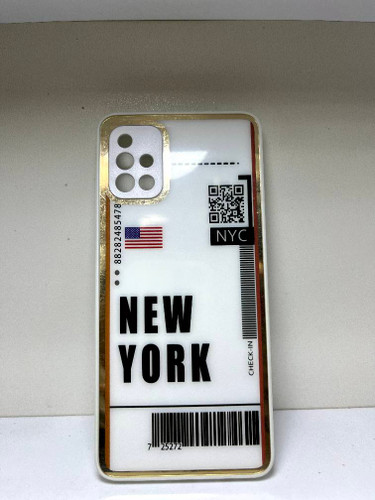 NYC
88282485478
NEW
YORK
CHECK-IN
7 25272